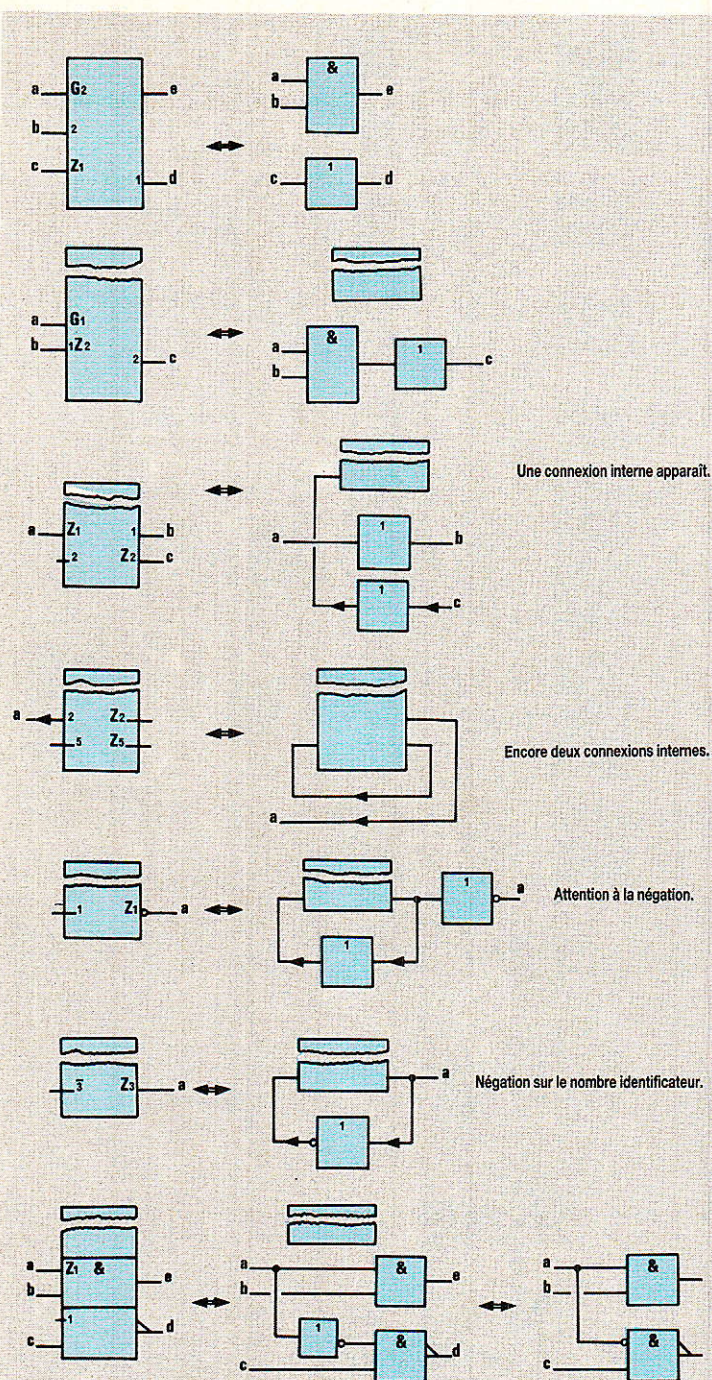 &
a G2 e a e
b 2 b
c Z1 1
1 d c d
a G1 &
b 1Z2 a 1
2 c b c
Une connexion interne apparaît.
a Z1 1 b a 1 b
2 Z2 c 1
c
a 2 Z2
5 Z5
Encore deux connexions internes.
a
1 Z1 a 1 a
Attention à la négation.
1
3 Z3 a a
Négation sur le nombre identificateur.
1
a Z1 & e a & e a &
b b b
1 d 1 & d &
c c c